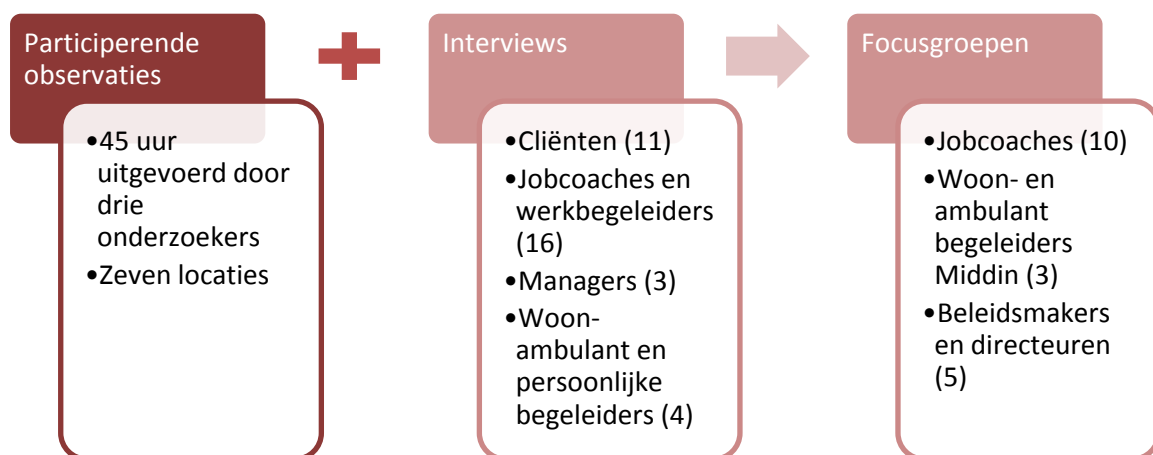 Participerende
observaties
•45 uur
uitgevoerd door
drie
onderzoekers
•Zeven locaties
Interviews
•Cliënten (11)
•Jobcoaches en
werkbegeleiders
(16)
•Managers (3)
•Woon-
ambulant en
persoonlijke
begeleiders (4)
Focusgroepen
•Jobcoaches (10)
•Woon- en
ambulant
begeleiders
Middin (3)
•Beleidsmakers
en directeuren
(5)